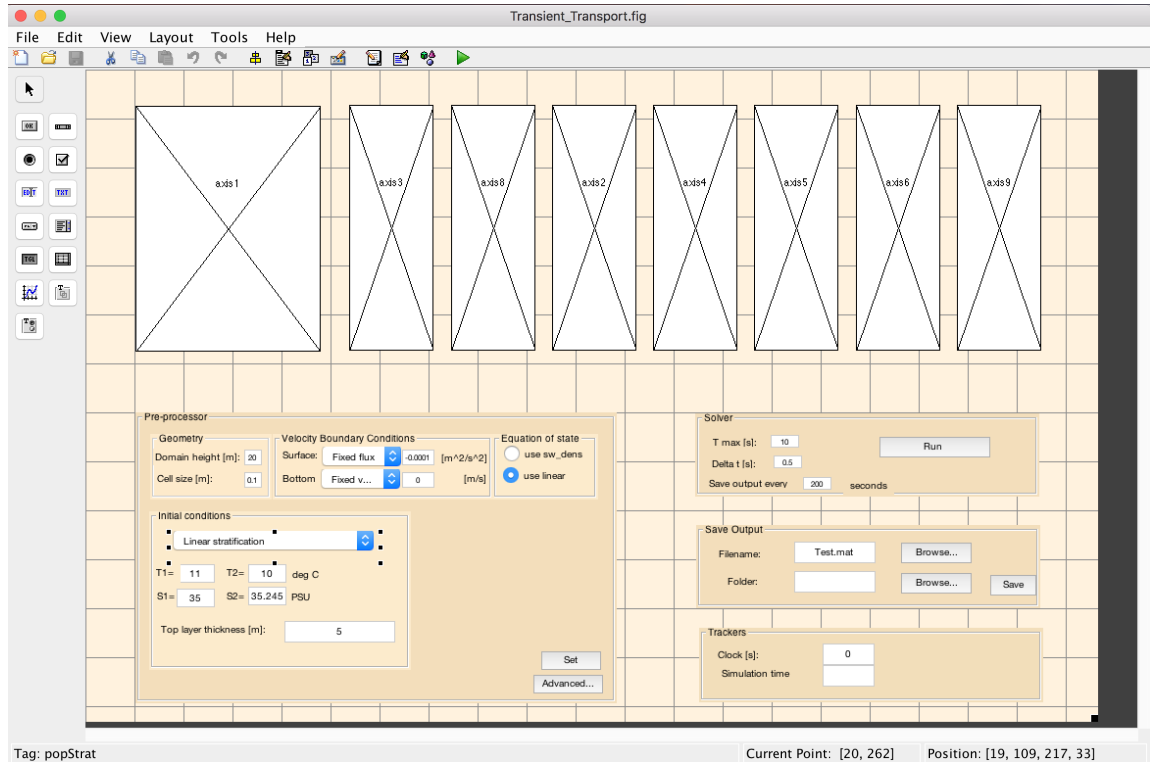 Transient_Transport.fig
File Edit View Layout Tools Help
axis1 axis3 axis8 axis2 axis4 axis5 axis6 axis9
OK
EDIT TXT
TGL
Pre-processor
Geometry
Domain height [m]: 20
Cell size [m]: 0.1
Velocity Boundary Conditions
Surface: Fixed flux -0.0001 [m^2/s^2]
Bottom Fixed v... 0 [m/s]
Equation of state
use sw_dens
use linear
Initial conditions
Linear stratification
T1= 11 T2= 10 deg C
S1= 35 S2= 35.245 PSU
Top layer thickness [m]: 5
Set
Advanced...
Solver
T max [s]: 10
Run
Delta t [s]: 0.5
Save output every 200 seconds
Save Output
Filename: Test.mat Browse...
Folder: Browse... Save
Trackers
Clock [s]: 0
Simulation time
Tag: popStrat Current Point: [20, 262] Position: [19, 109, 217, 33]